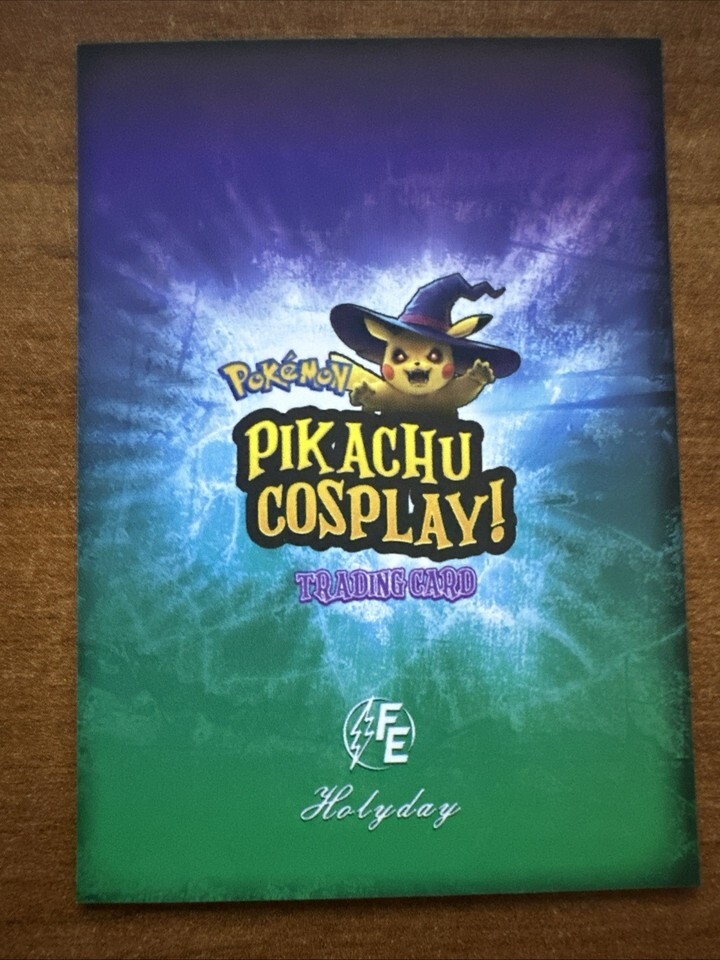 POKéMON
PIKACHU
COSPLAY!
TRADING CARD
FE
Holyday